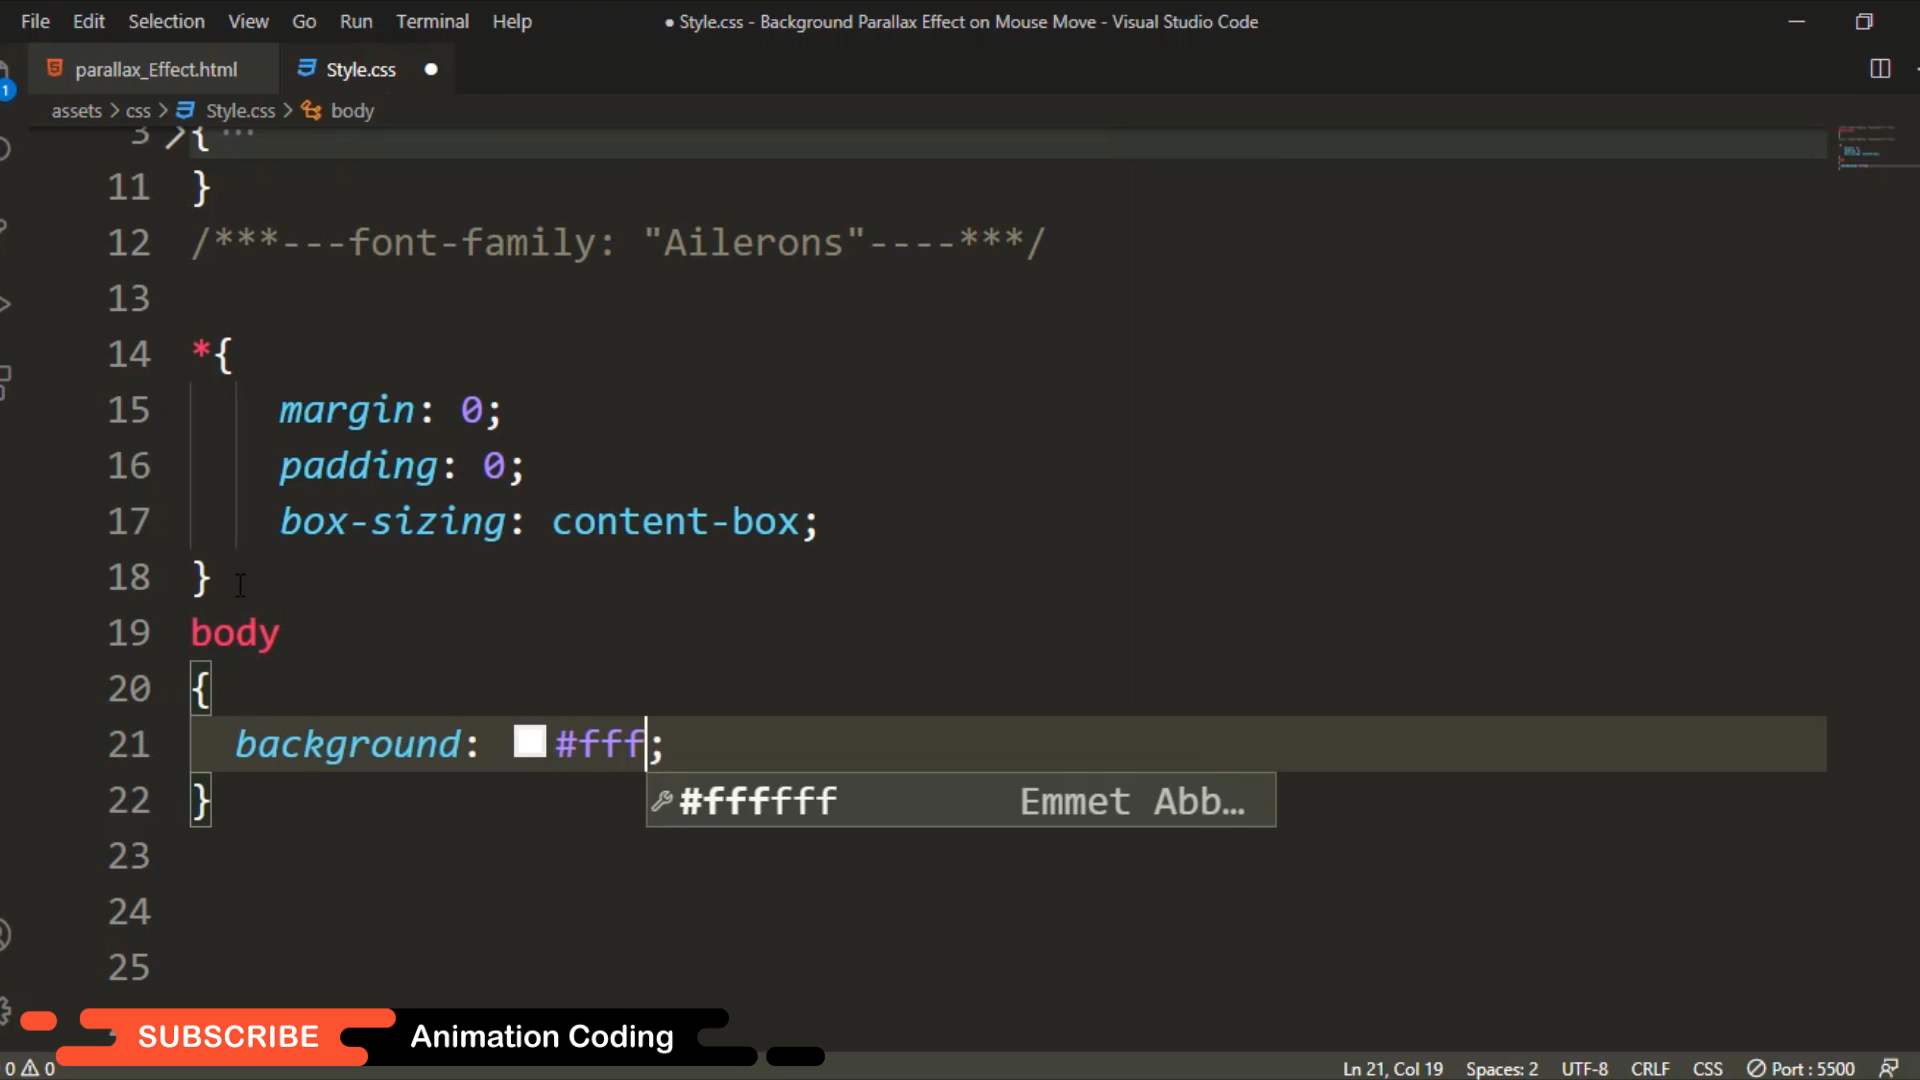 File Edit Selection View Go Run Terminal Help ● Style.css - Background Parallax Effect on Mouse Move - Visual Studio Code
parallax_Effect.html Style.css ●
assets > css > Style.css > body
1
3 > { ...
11 }
12 /***---font-family: "Ailerons"----***/
13
14 *{
15 margin: 0;
16 padding: 0;
17 box-sizing: content-box;
18 }
19 body
20 {
21 background: #fff;
#ffffff Emmet Abb...
22 }
23
24
25
SUBSCRIBE Animation Coding
0 0 Ln 21, Col 19 Spaces: 2 UTF-8 CRLF CSS Port : 5500